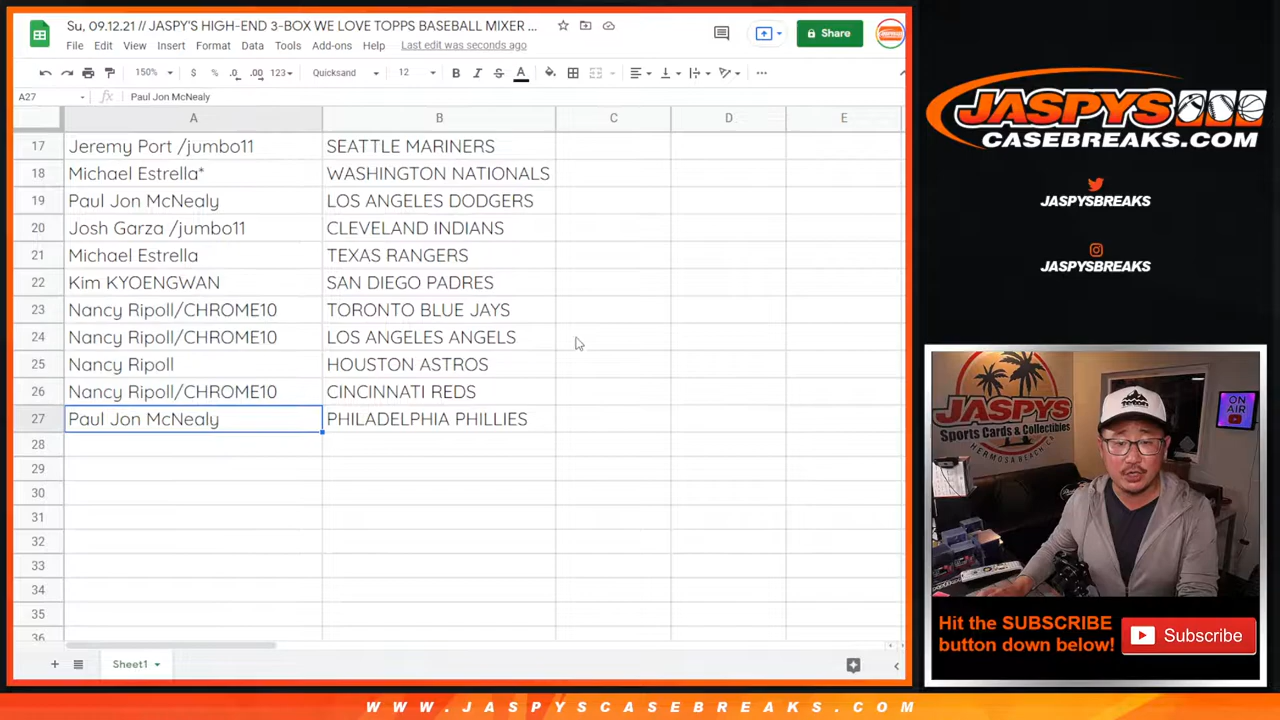 Su, 09.12.21 // JASPY'S HIGH-END 3-BOX WE LOVE TOPPS BASEBALL MIXER ...
File Edit View Insert Format Data Tools Add-ons Help Last edit was seconds ago
Share
150% $ % .0 .00 123 Quicksand 12 B I S A
A27 Paul Jon McNealy
A B C D E
17 Jeremy Port /jumbo11 SEATTLE MARINERS
18 Michael Estrella* WASHINGTON NATIONALS
19 Paul Jon McNealy LOS ANGELES DODGERS
20 Josh Garza /jumbo11 CLEVELAND INDIANS
21 Michael Estrella TEXAS RANGERS
22 Kim KYOENGWAN SAN DIEGO PADRES
23 Nancy Ripoll/CHROME10 TORONTO BLUE JAYS
24 Nancy Ripoll/CHROME10 LOS ANGELES ANGELS
25 Nancy Ripoll HOUSTON ASTROS
26 Nancy Ripoll/CHROME10 CINCINNATI REDS
27 Paul Jon McNealy PHILADELPHIA PHILLIES
28
29
30
31
32
33
34
35
36
Sheet1
JASPYS
CASEBREAKS.COM
JASPYSBREAKS
JASPYSBREAKS
JASPYS
Sports Cards & Collectibles
HERMOSA BEACH
ON
AIR
Hit the SUBSCRIBE
button down below!
Subscribe
WWW.JASPYSCASEBREAKS.COM